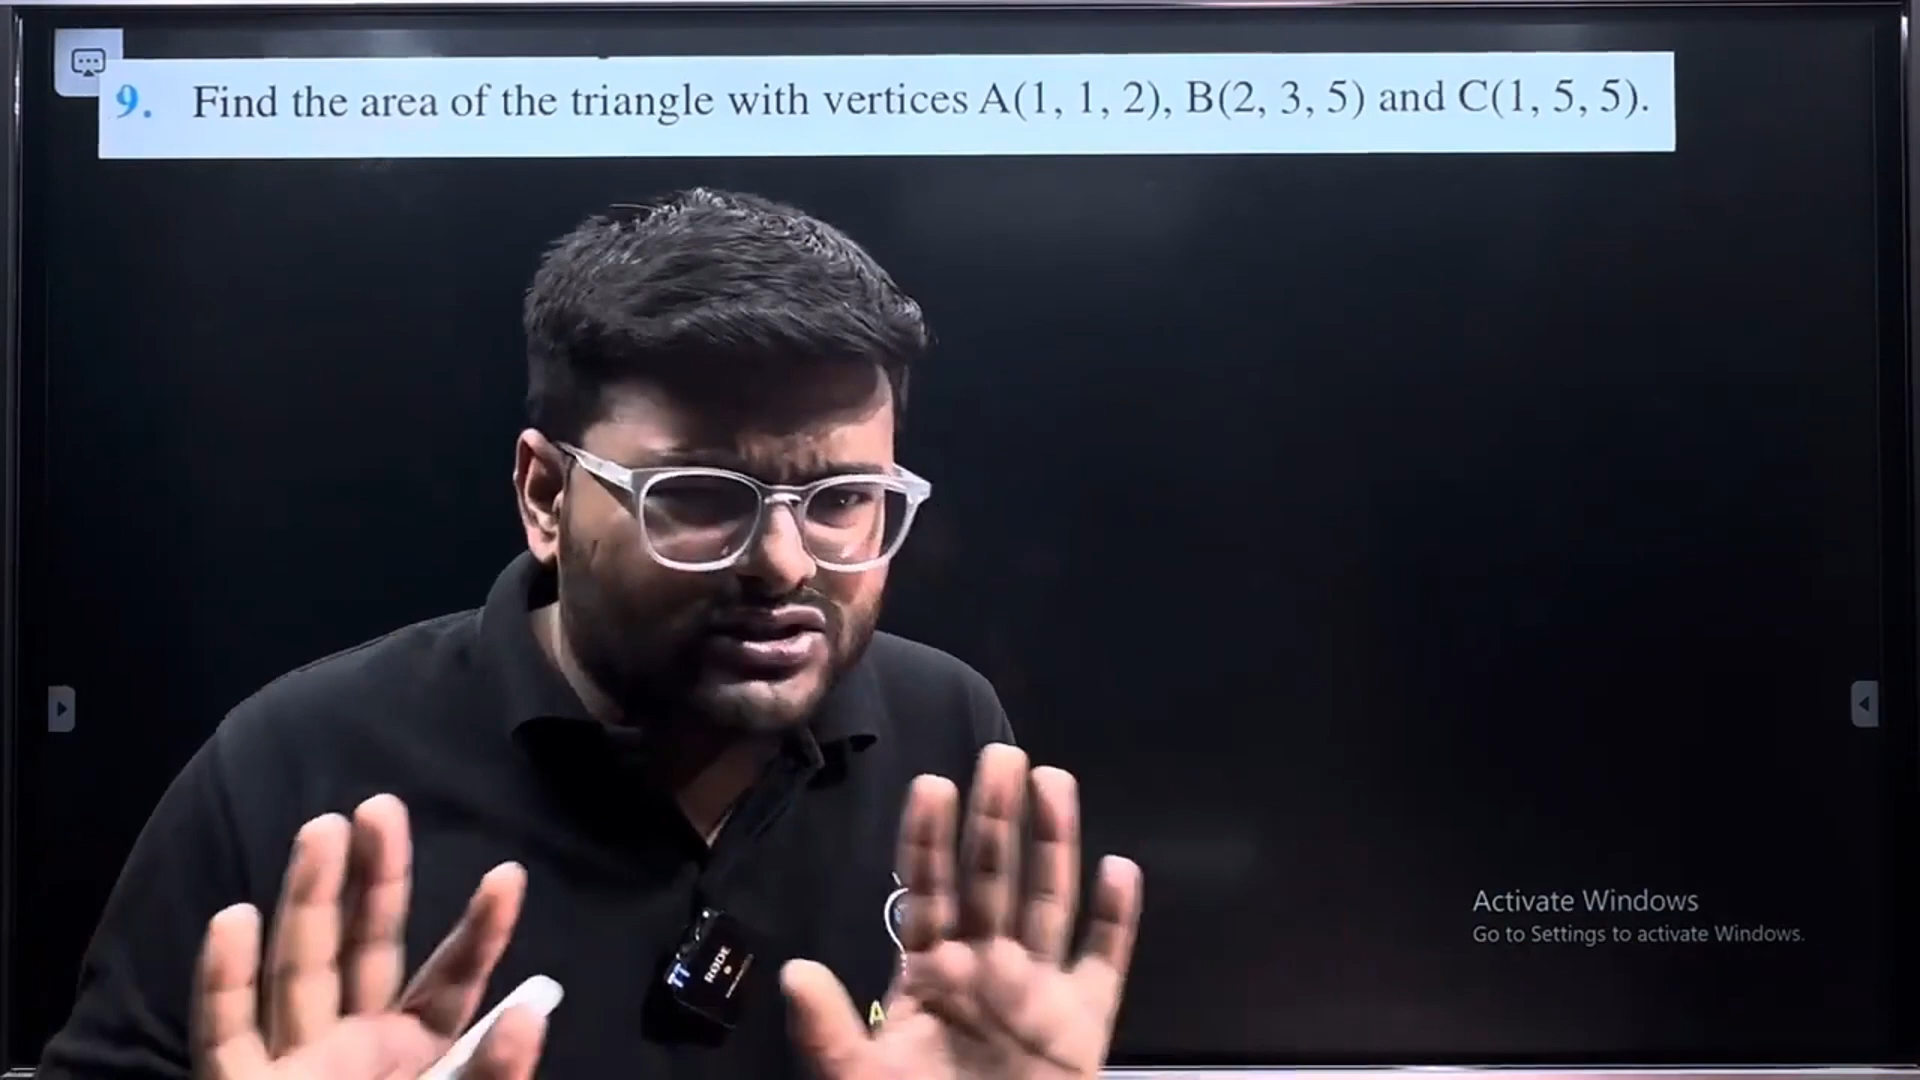 9. Find the area of the triangle with vertices A(1, 1, 2), B(2, 3, 5) and C(1, 5, 5).
RODE
A
Activate Windows
Go to Settings to activate Windows.